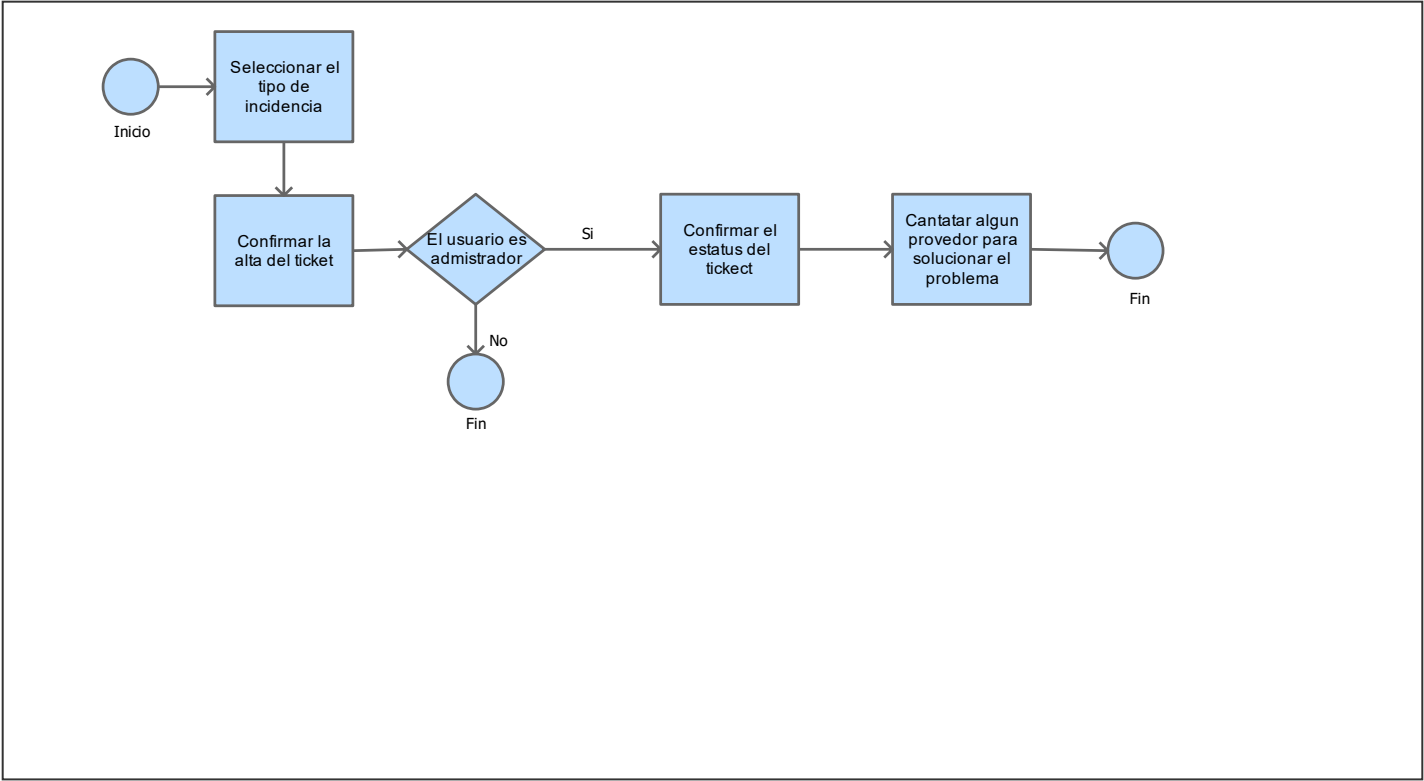 Seleccionar el
tipo de
incidencia
Inicio
Confirmar la
alta del ticket
El usuario es
admistrador
Si
Confirmar el
estatus del
tickect
Cantatar algun
provedor para
solucionar el
problema
Fin
No
Fin